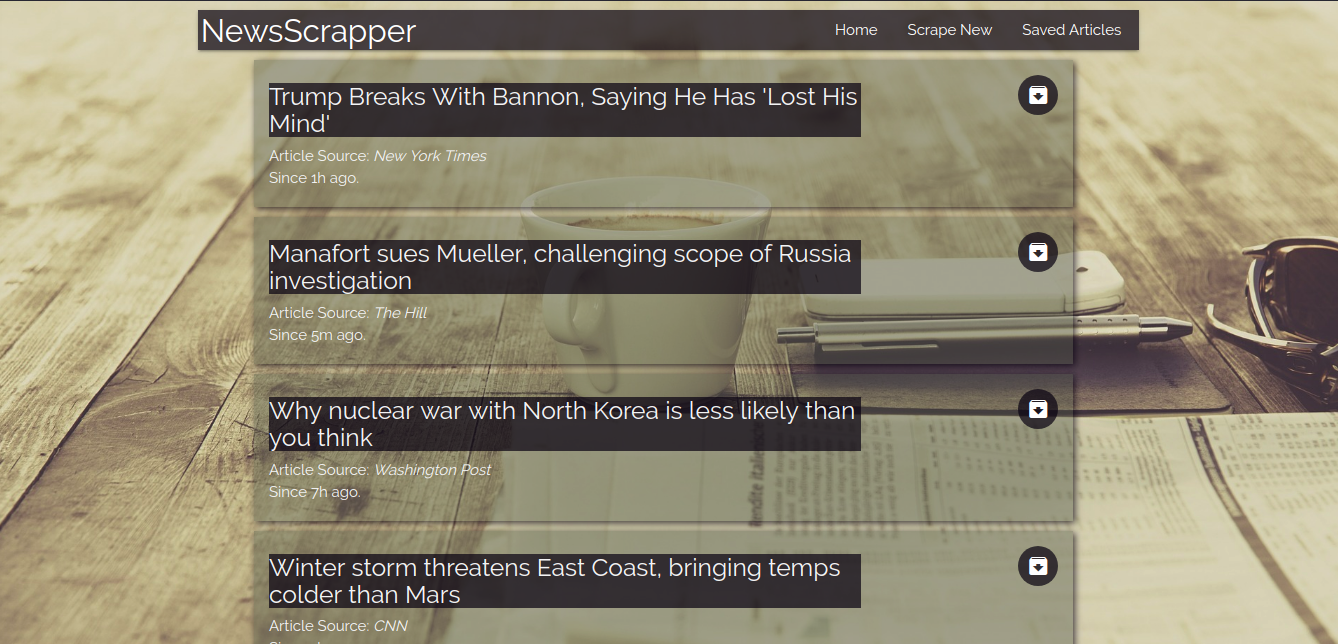 NewsScrapper
Home Scrape New Saved Articles
Trump Breaks With Bannon, Saying He Has 'Lost His
Mind'
Article Source: New York Times
Since 1h ago.
Manafort sues Mueller, challenging scope of Russia
investigation
Article Source: The Hill
Since 5m ago.
Why nuclear war with North Korea is less likely than
you think
Article Source: Washington Post
Since 7h ago.
Rendite
Winter storm threatens East Coast, bringing temps
colder than Mars
Article Source: CNN